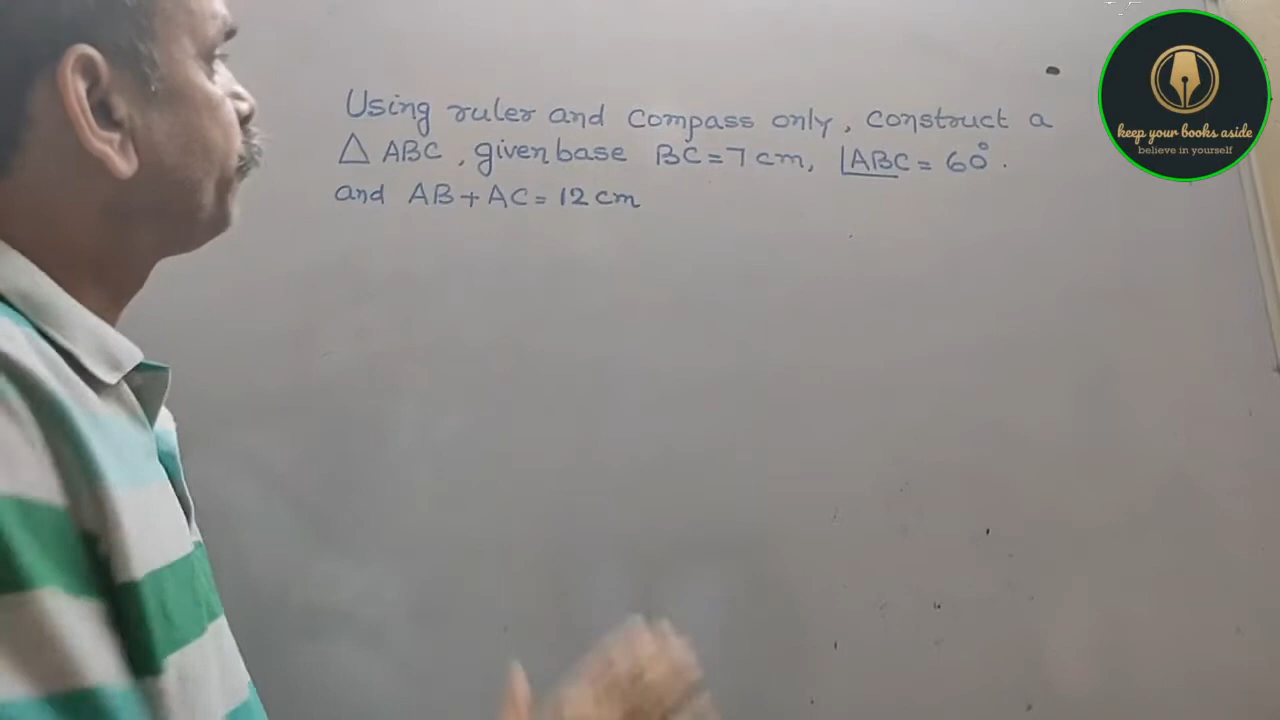 Using ruler and compass only, construct a
△ ABC, given base BC = 7 cm, ∠ABC = 60°.
and AB + AC = 12 cm
keep your books aside
believe in yourself